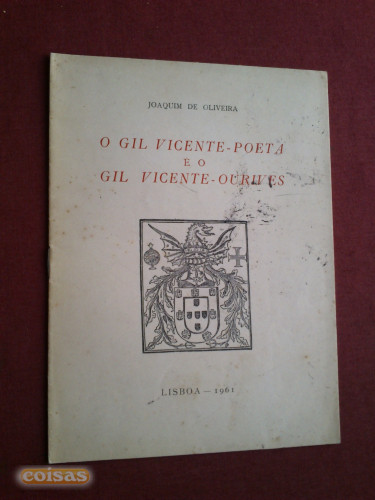 JOAQUIM DE OLIVEIRA
O GIL VICENTE-POETA
E O
GIL VICENTE-OURIVES
LISBOA — 1961
coisas